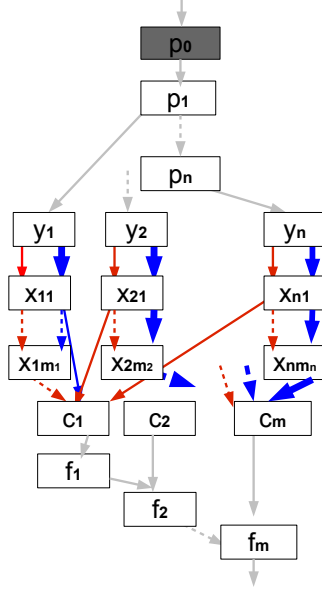 p0
p1
pn
y1 y2 yn
x11 x21 xn1
x1m1 x2m2 xnmn
c1 c2 cm
f1
f2
fm